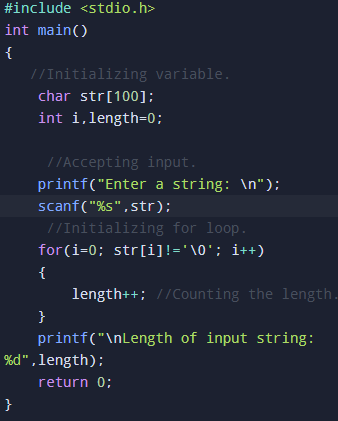 #include <stdio.h>
int main()
{
//Initializing variable.
char str[100];
int i,length=0;
//Accepting input.
printf("Enter a string: \n");
scanf("%s",str);
//Initializing for loop.
for(i=0; str[i]!='\0'; i++)
{
length++; //Counting the length.
}
printf("\nLength of input string:
%d",length);
return 0;
}